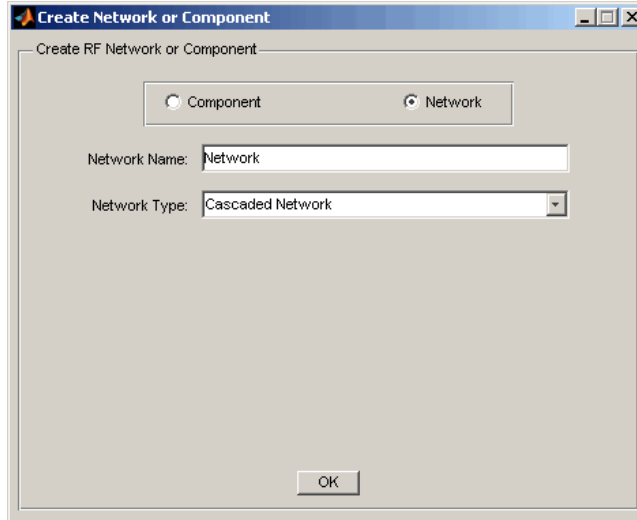 Create Network or Component
Create RF Network or Component
Component
Network
Network Name: Network
Network Type: Cascaded Network
OK